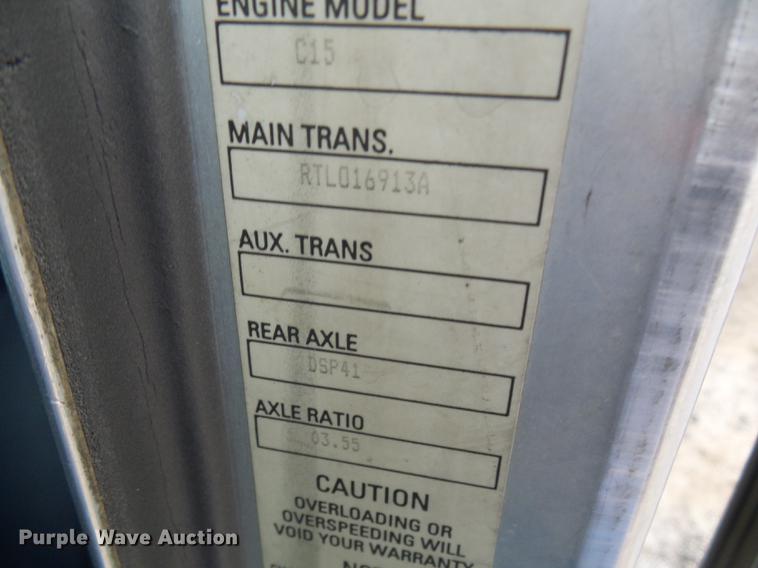 ENGINE MODEL
C15
MAIN TRANS.
RTLO16913A
AUX. TRANS
REAR AXLE
DSP41
AXLE RATIO
03.55
CAUTION
OVERLOADING OR
OVERSPEEDING WILL
VOID YOUR WARRANTY
Purple Wave Auction